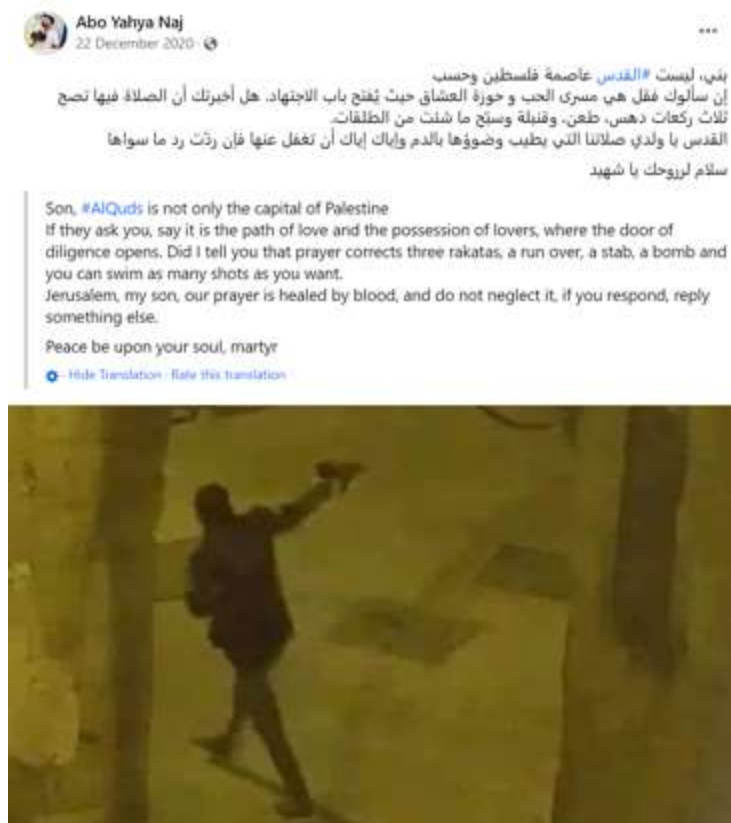 Abo Yahya Naj
22 December 2020
بني، ليست #القدس عاصمة فلسطين وحسب
إن سألوك فقل هي مسرى الحب و حوزة العشاق حيث يُفتح باب الاجتهاد. هل أخبرتك أن الصلاة فيها تصح
ثلاث ركعات دهس، طعن، وقنبلة وسبّح ما شئت من الطلقات.
القدس يا ولدي صلاتنا التي يطيب وضوؤها بالدم وإياك إياك أن تغفل عنها فإن ردّت رد ما سواها
سلام لرروحك يا شهيد
Son, #AlQuds is not only the capital of Palestine
If they ask you, say it is the path of love and the possession of lovers, where the door of
diligence opens. Did I tell you that prayer corrects three rakatas, a run over, a stab, a bomb and
you can swim as many shots as you want.
Jerusalem, my son, our prayer is healed by blood, and do not neglect it, if you respond, reply
something else.
Peace be upon your soul, martyr
Hide Translation · Rate this translation